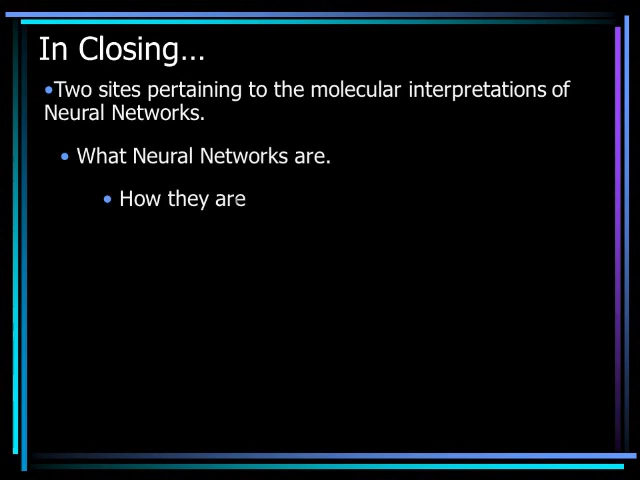 In Closing…
•Two sites pertaining to the molecular interpretations of
Neural Networks.
• What Neural Networks are.
• How they are